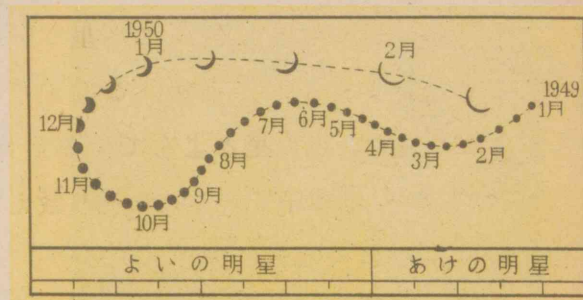 1950
1月
2月
1949
1月
2月
3月
4月
5月
6月
7月
8月
9月
10月
11月
12月
よいの明星
あけの明星